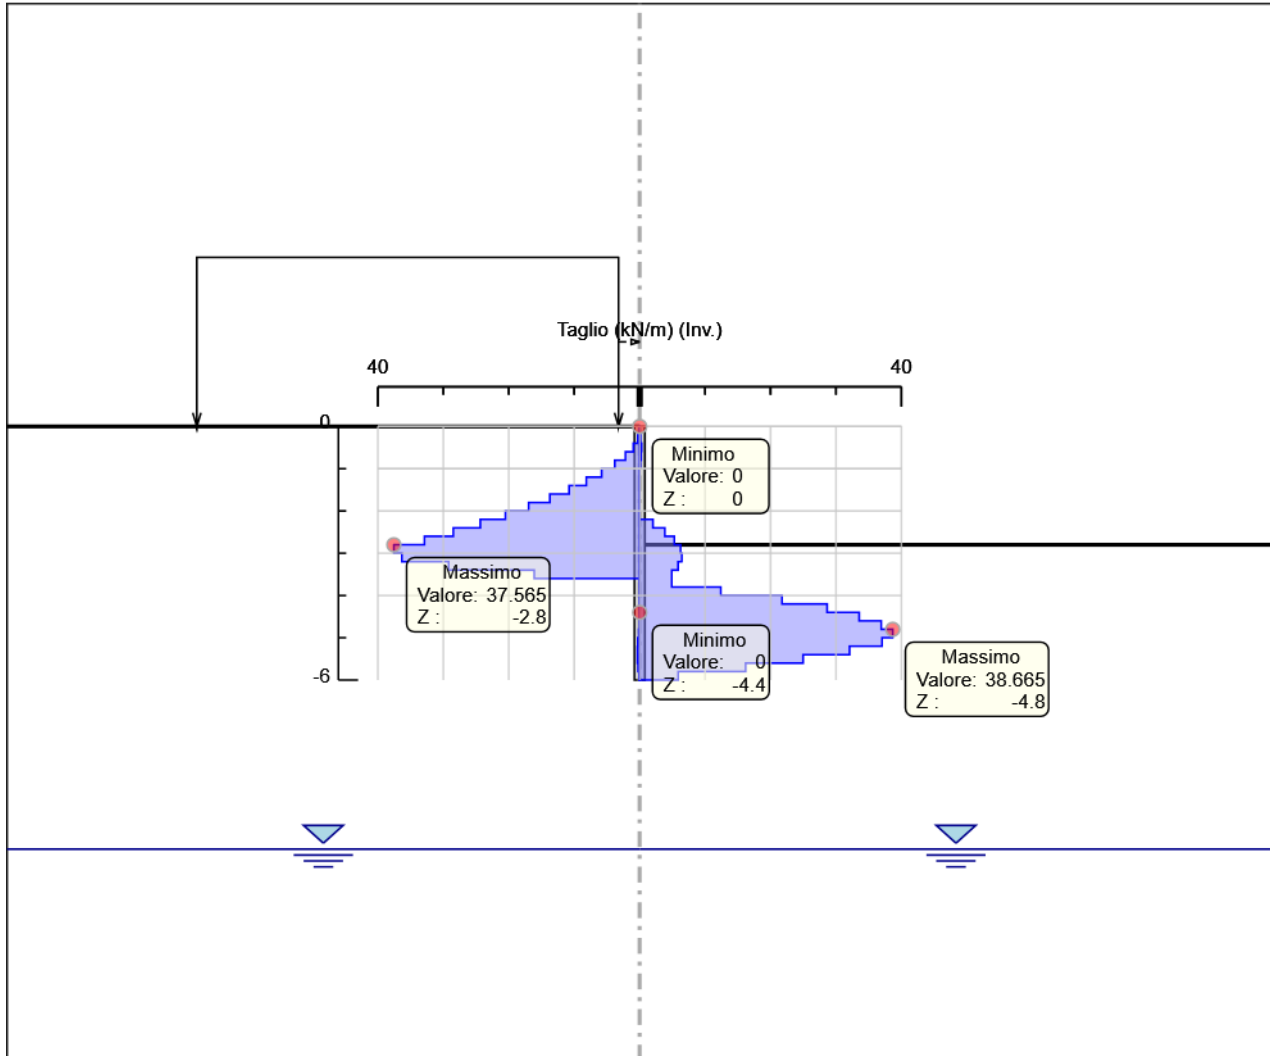 Taglio (kN/m) (Inv.)
40
40
0
Minimo
Valore: 0
Z : 0
Massimo
Valore: 37.565
Z : -2.8
Minimo
Valore: 0
Z : -4.4
Massimo
Valore: 38.665
Z : -4.8
-6